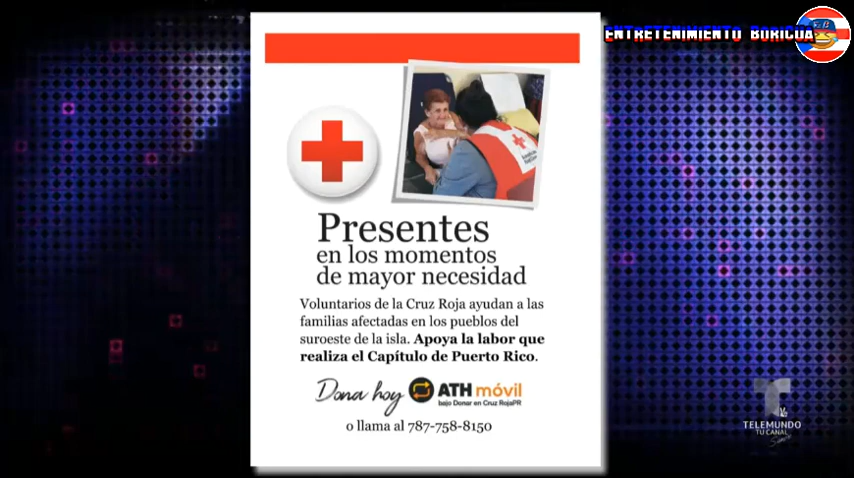 ENTRETENIMIENTO BORICUA
Presentes
en los momentos
de mayor necesidad
Voluntarios de la Cruz Roja ayudan a las
familias afectadas en los pueblos del
suroeste de la isla. Apoya la labor que
realiza el Capítulo de Puerto Rico.
Dona hoy ATH móvil
bajo Donar en Cruz RojaPR
o llama al 787-758-8150
TELEMUNDO
TU CANAL